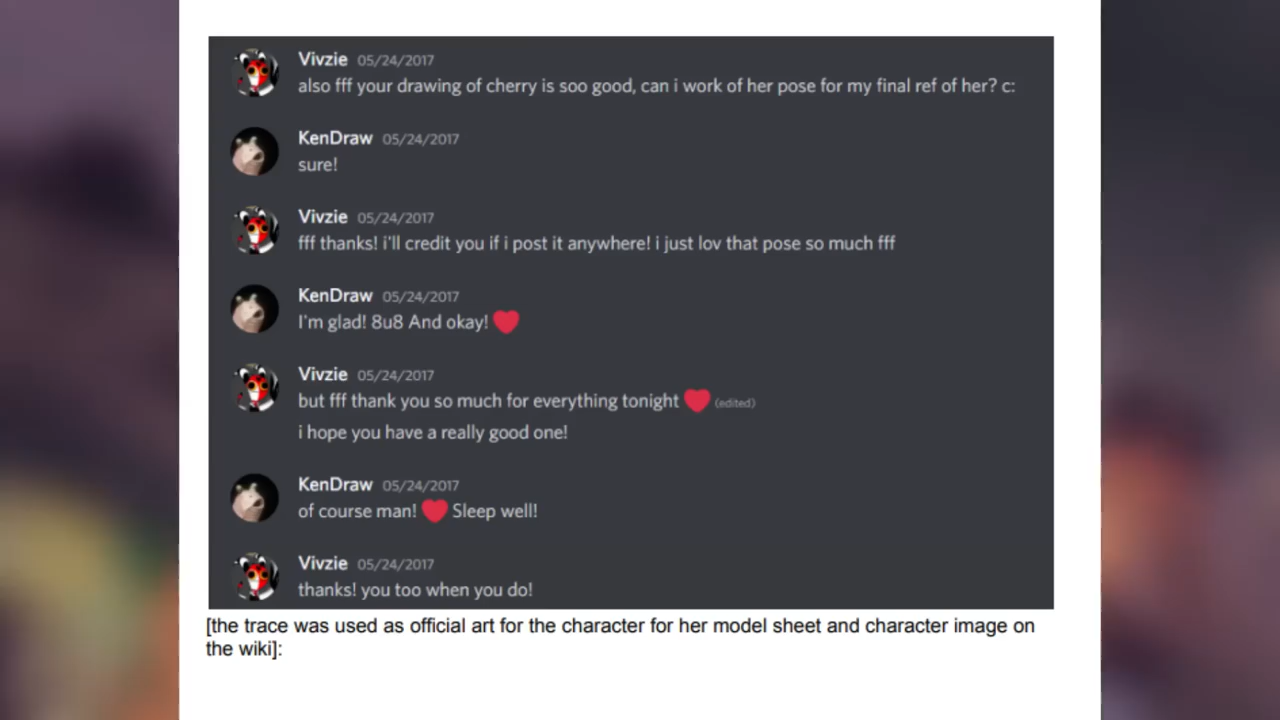 Vivzie 05/24/2017
also fff your drawing of cherry is soo good, can i work of her pose for my final ref of her? c:
KenDraw 05/24/2017
sure!
Vivzie 05/24/2017
fff thanks! i'll credit you if i post it anywhere! i just lov that pose so much fff
KenDraw 05/24/2017
I'm glad! 8u8 And okay! ❤️
Vivzie 05/24/2017
but fff thank you so much for everything tonight ❤️ (edited)
i hope you have a really good one!
KenDraw 05/24/2017
of course man! ❤️ Sleep well!
Vivzie 05/24/2017
thanks! you too when you do!
[the trace was used as official art for the character for her model sheet and character image on
the wiki]: